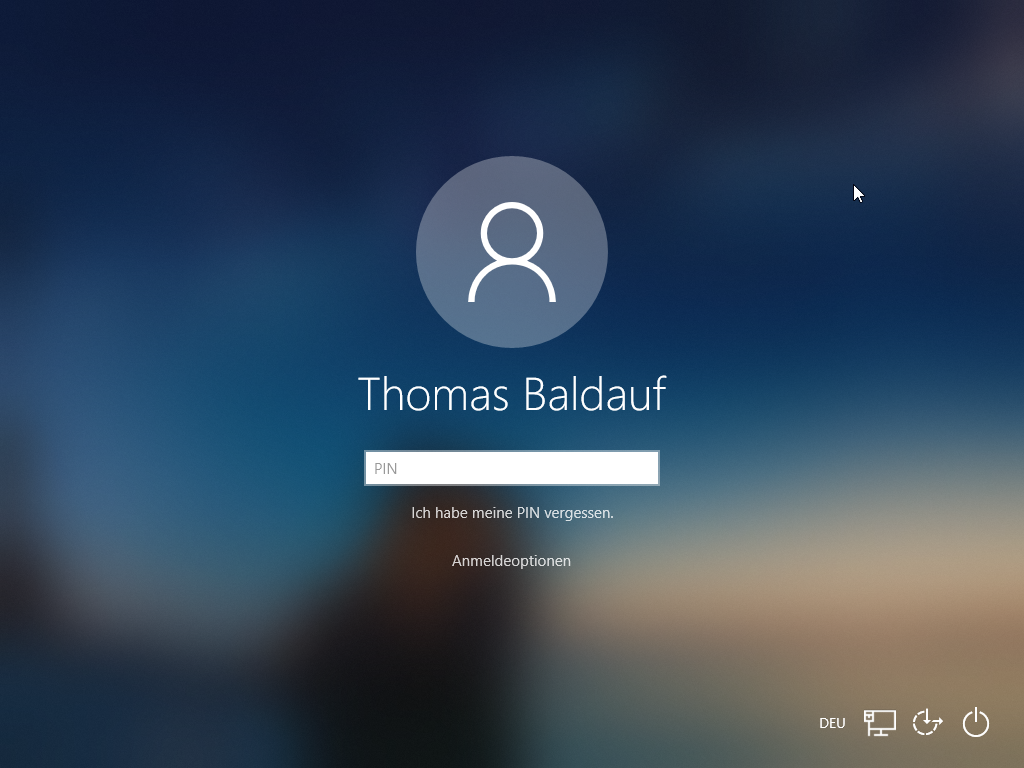 Thomas Baldauf
PIN
Ich habe meine PIN vergessen.
Anmeldeoptionen
DEU